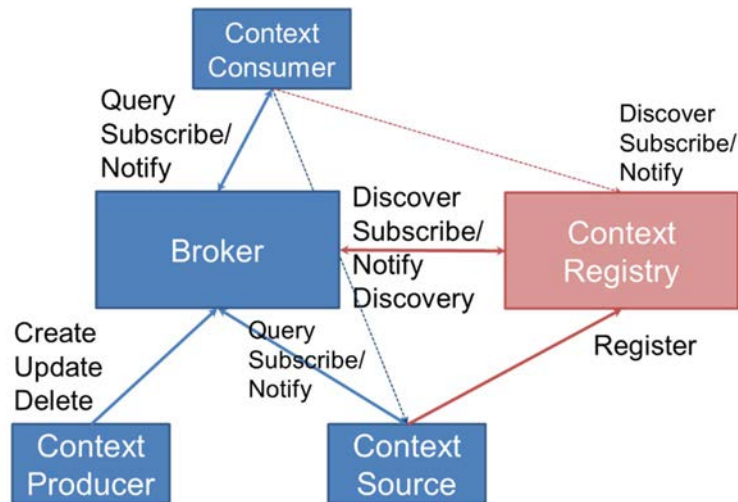 Context
Consumer
Query
Subscribe/
Notify
Discover
Subscribe/
Notify
Broker
Discover
Subscribe/
Notify
Discovery
Context
Registry
Create
Update
Delete
Query
Subscribe/
Notify
Register
Context
Producer
Context
Source